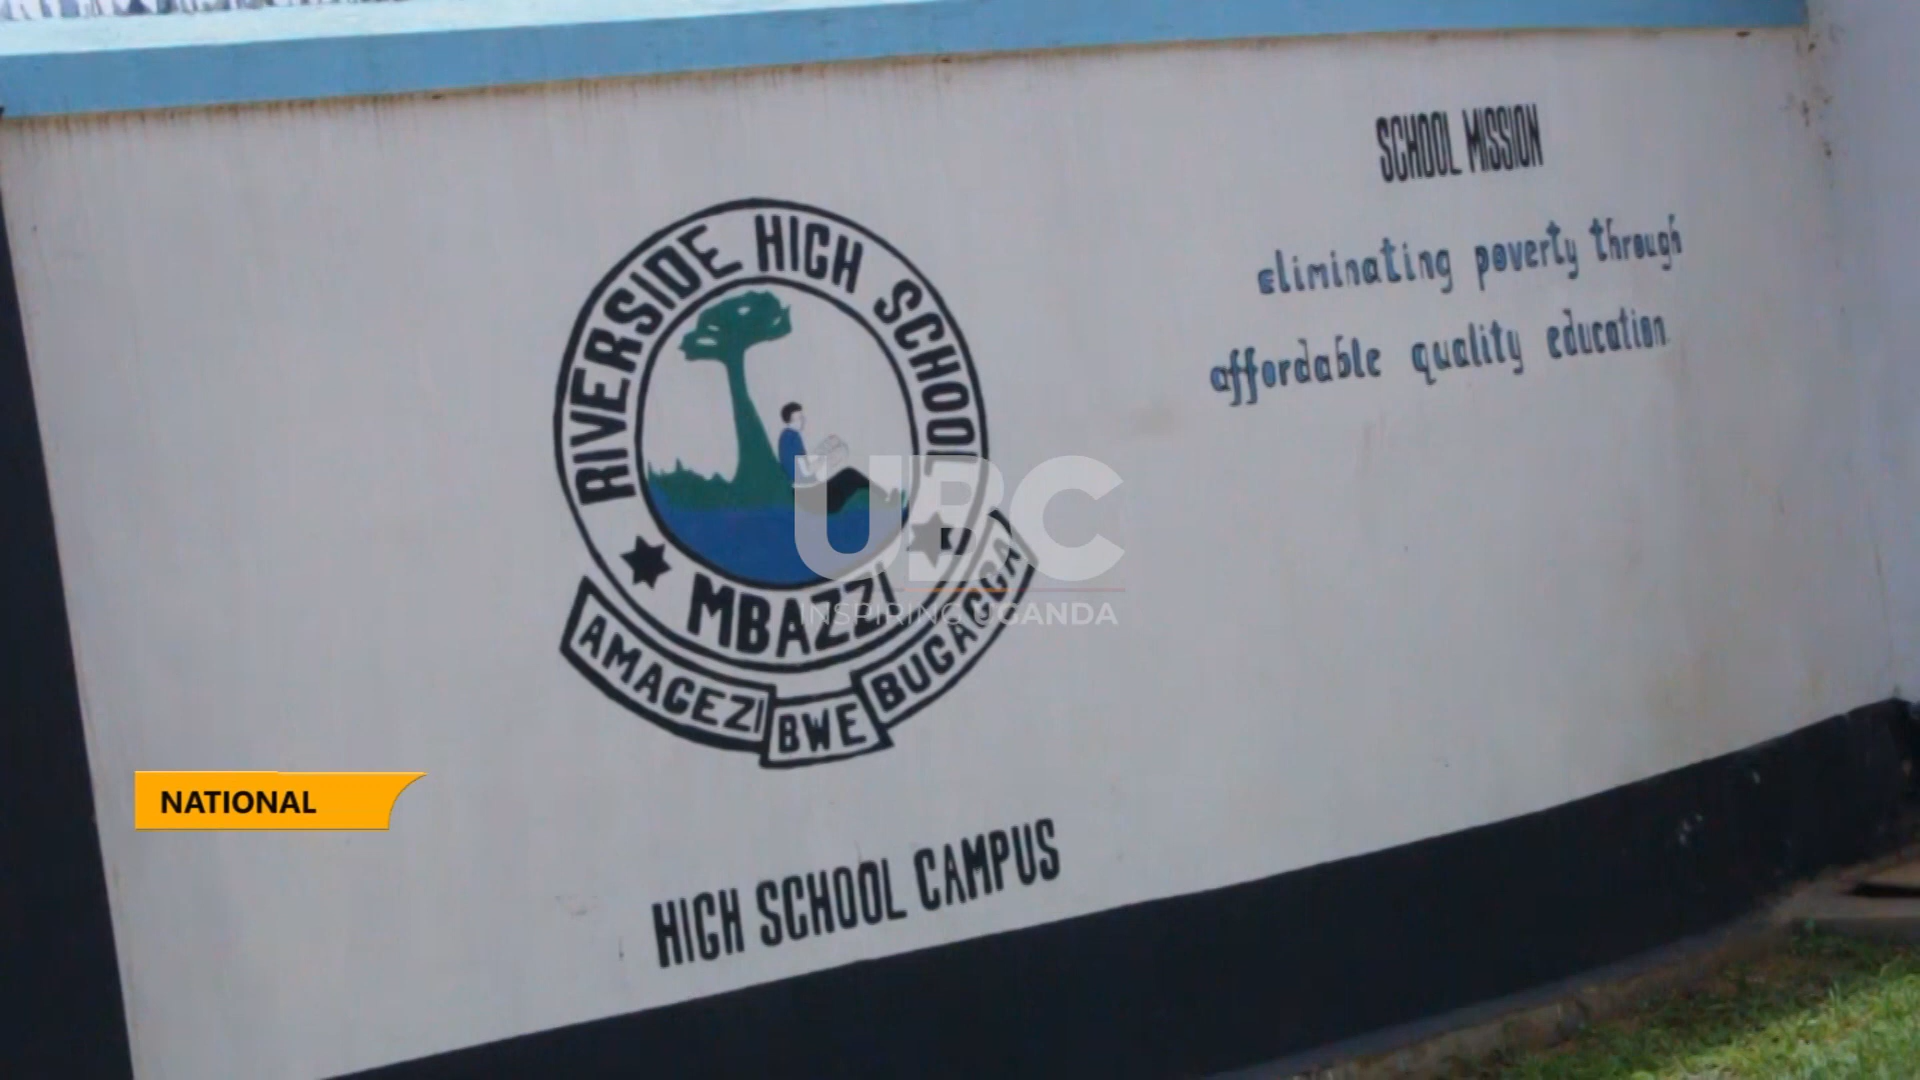 RIVERSIDE HIGH SCHOOL
MBAZZI
AMAGEZI BWE BUGAGGA
HIGH SCHOOL CAMPUS
SCHOOL MISSION
eliminating poverty through
affordable quality education
UBC
INSPIRING UGANDA
NATIONAL